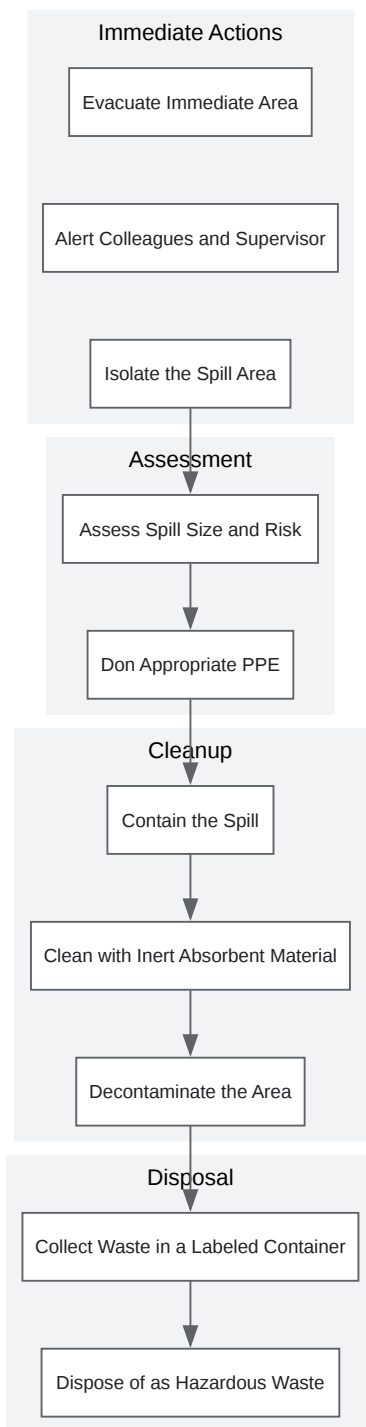 Immediate Actions
Evacuate Immediate Area
Alert Colleagues and Supervisor
Isolate the Spill Area
Assessment
Assess Spill Size and Risk
Don Appropriate PPE
Cleanup
Contain the Spill
Clean with Inert Absorbent Material
Decontaminate the Area
Disposal
Collect Waste in a Labeled Container
Dispose of as Hazardous Waste